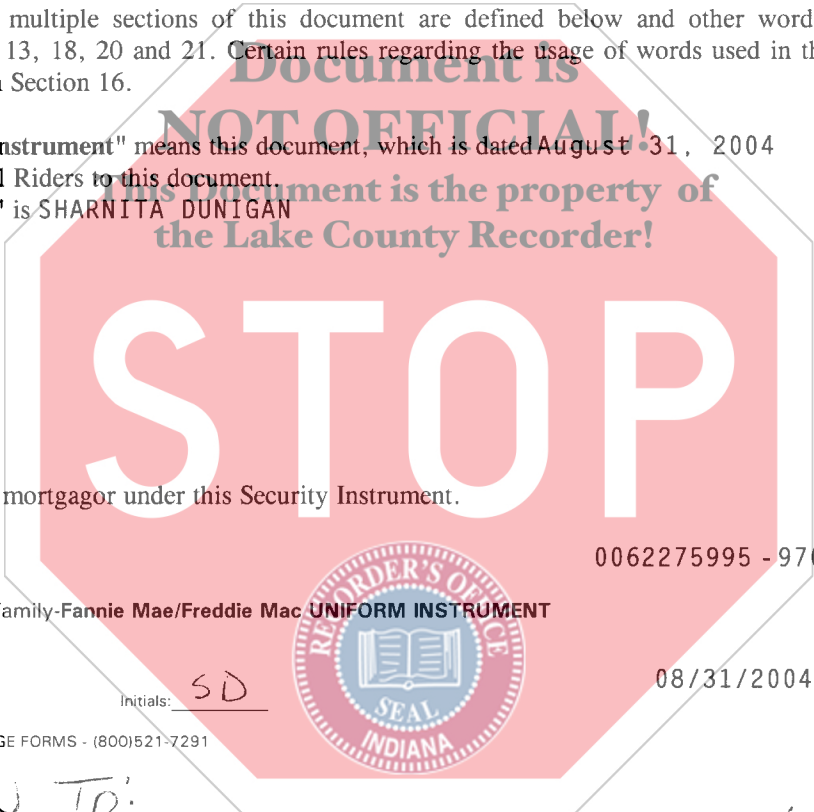 multiple sections of this document are defined below and other word
13, 18, 20 and 21. Certain rules regarding the usage of words used in th
Section 16.
Document is
NOT OFFICIAL!
nstrument" means this document, which is dated August 31, 2004
Riders to this document.
This Document is the property of
" is SHARNITA DUNIGAN
the Lake County Recorder!
STOP
mortgagor under this Security Instrument.
0062275995 - 970
amily-Fannie Mae/Freddie Mac UNIFORM INSTRUMENT
RECORDER'S OFFICE
SEAL
INDIANA
Initials: SD
08/31/2004
GE FORMS - (800)521-7291
To: